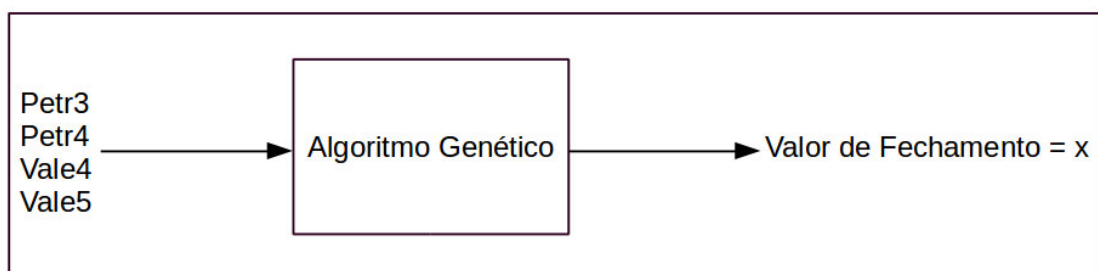 Petr3
Petr4
Vale4
Vale5
Algoritmo Genético
Valor de Fechamento = x